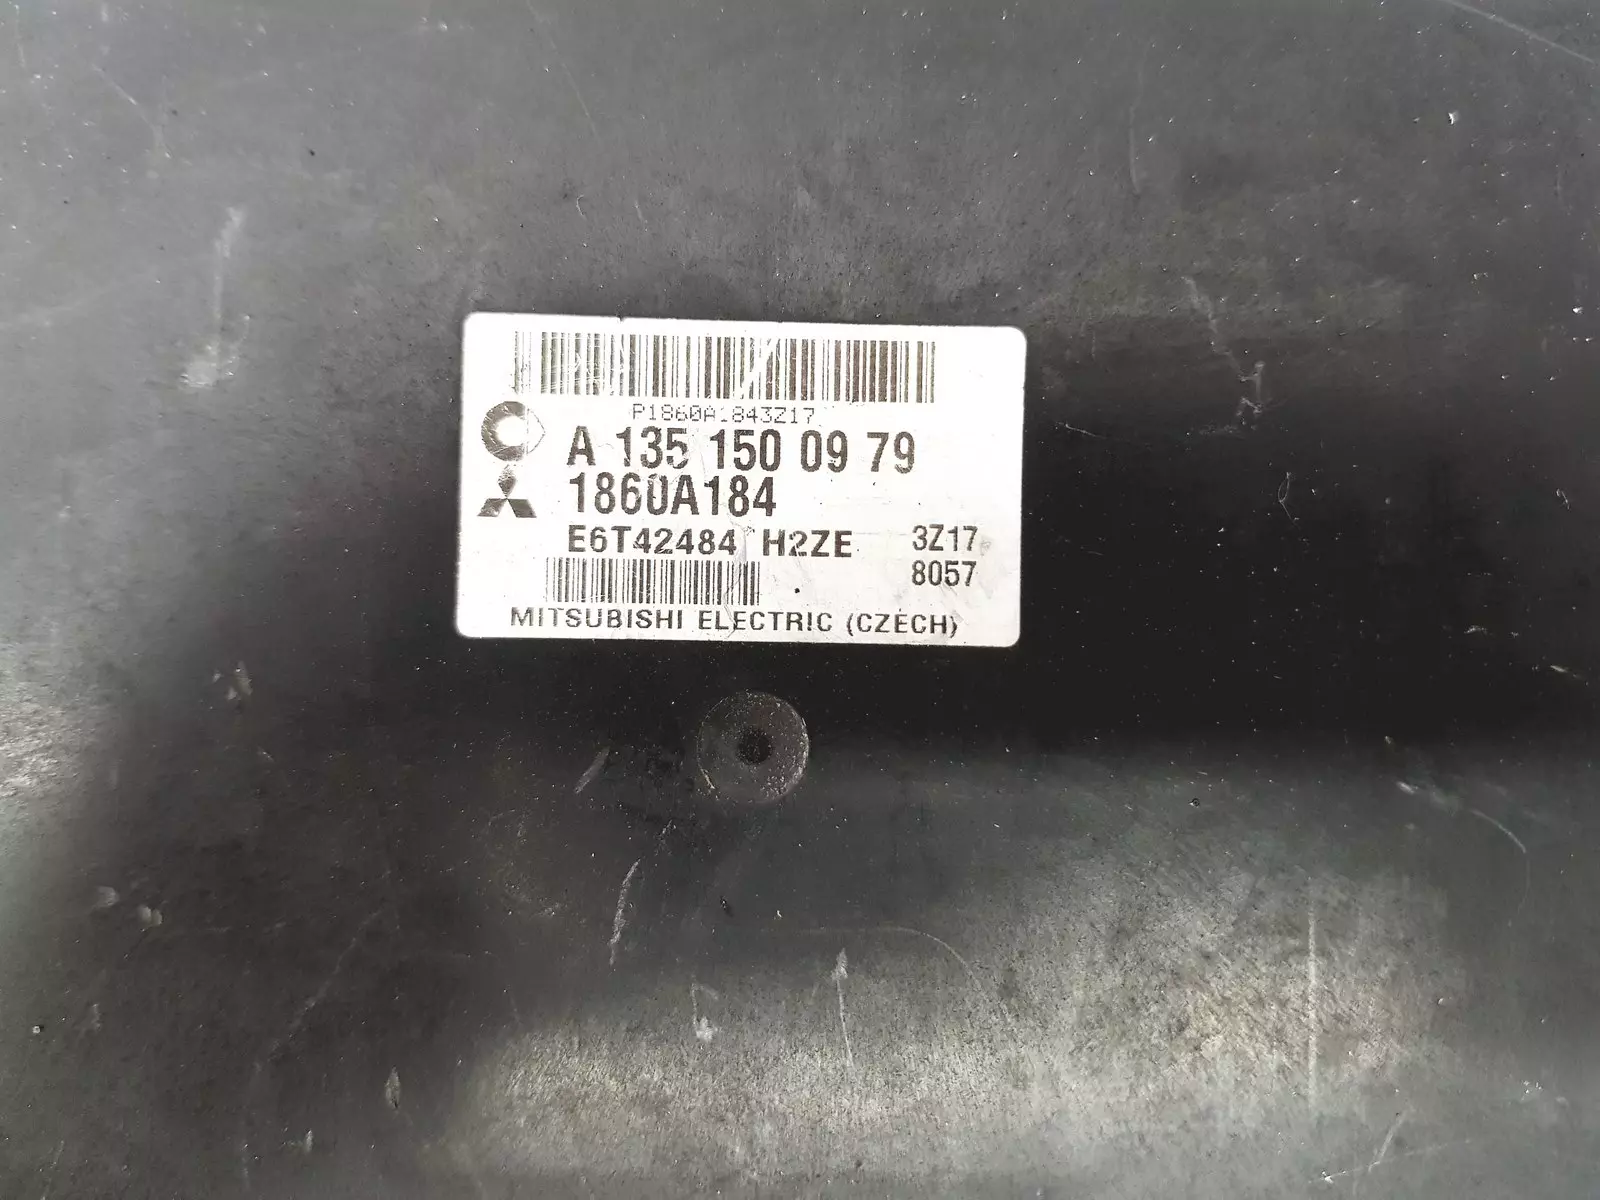 P1860A1843Z17
A 135 150 09 79
1860A184
E6T42484 H2ZE 3Z17
8057
MITSUBISHI ELECTRIC (CZECH)